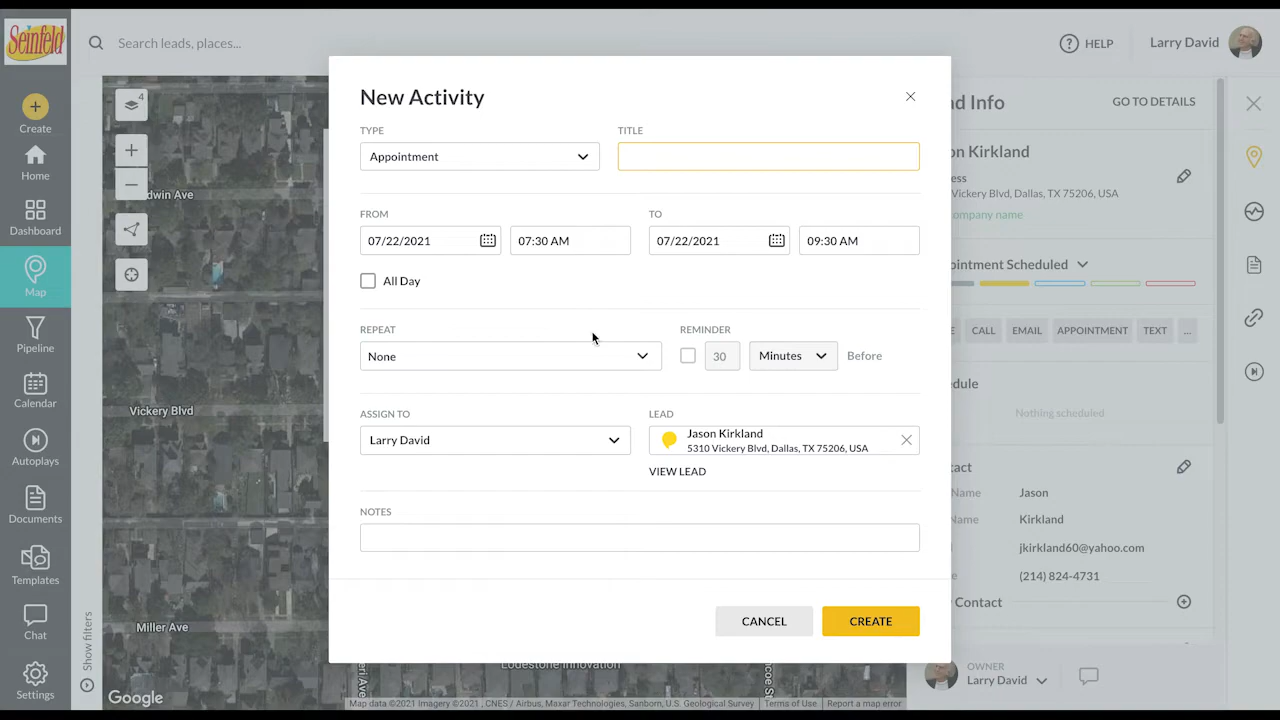 Seinfeld
Search leads, places...
HELP
Larry David
Create
Home
Dashboard
Map
Pipeline
Calendar
Autoplays
Documents
Templates
Chat
Settings
Show filters
4
dwin Ave
Vickery Blvd
Miller Ave
Google
Lodestone Innovation
Map data ©2021 Imagery ©2021 , CNES / Airbus, Maxar Technologies, Sanborn, U.S. Geological Survey
Terms of Use
Report a map error
New Activity
TYPE
Appointment
TITLE
FROM
07/22/2021
07:30 AM
TO
07/22/2021
09:30 AM
All Day
REPEAT
None
REMINDER
30
Minutes
Before
ASSIGN TO
Larry David
LEAD
Jason Kirkland
5310 Vickery Blvd, Dallas, TX 75206, USA
VIEW LEAD
NOTES
CANCEL
CREATE
d Info
GO TO DETAILS
on Kirkland
ess
Vickery Blvd, Dallas, TX 75206, USA
ompany name
ointment Scheduled
E
CALL
EMAIL
APPOINTMENT
TEXT
...
edule
Nothing scheduled
tact
Name
Jason
Name
Kirkland
l
jkirkland60@yahoo.com
e
(214) 824-4731
Contact
OWNER
Larry David